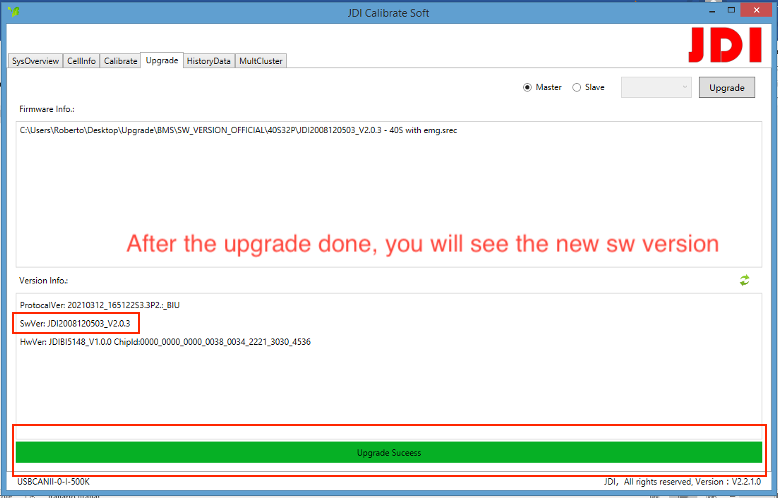 JDI Calibrate Soft
JDI
SysOverview CellInfo Calibrate Upgrade HistoryData MultCluster
Master Slave Upgrade
Firmware Info.:
C:\Users\Roberto\Desktop\Upgrade\BMS\SW_VERSION_OFFICIAL\40S32P\JDI2008120503_V2.0.3 - 40S with emg.srec
After the upgrade done, you will see the new sw version
Version Info.:
ProtocalVer: 20210312_165122S3.3P2.:_BIU
SwVer: JDI2008120503_V2.0.3
HwVer: JDIBI5148_V1.0.0 ChipId:0000_0000_0000_0038_0034_2221_3030_4536
Upgrade Suceess
USBCANII-0-I-500K JDI, All rights reserved, Version : V2.2.1.0